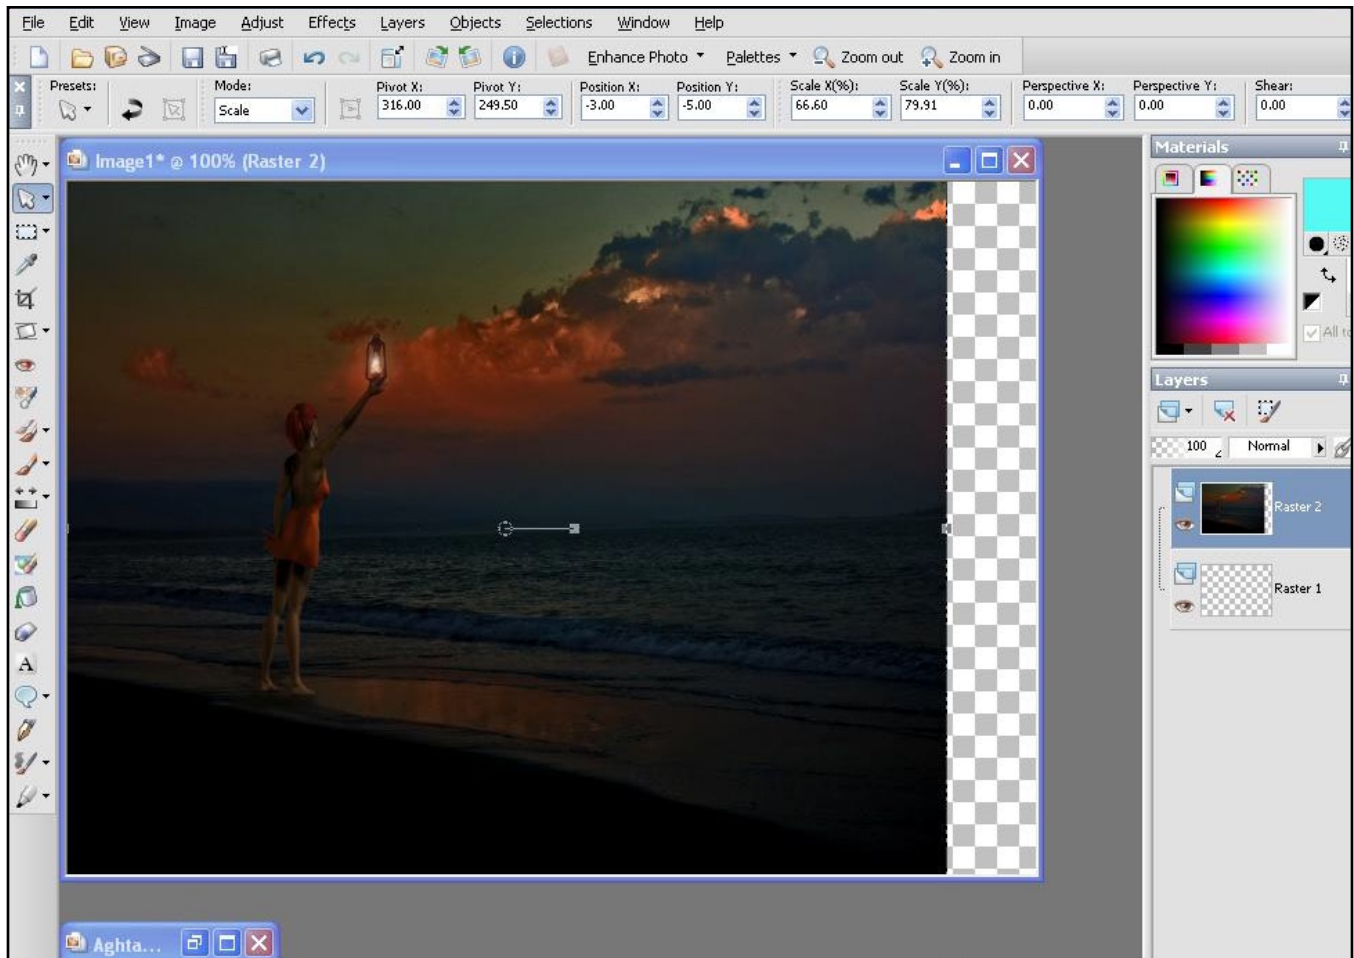 File Edit View Image Adjust Effects Layers Objects Selections Window Help
Enhance Photo Palettes Zoom out Zoom in
Presets: Mode: Pivot X: Pivot Y: Position X: Position Y: Scale X(%): Scale Y(%): Perspective X: Perspective Y: Shear:
Scale 316.00 249.50 -3.00 -5.00 66.60 79.91 0.00 0.00 0.00
Image1* @ 100% (Raster 2)
Materials
All to
Layers
100 Normal
Raster 2
Raster 1
A
Aghta...